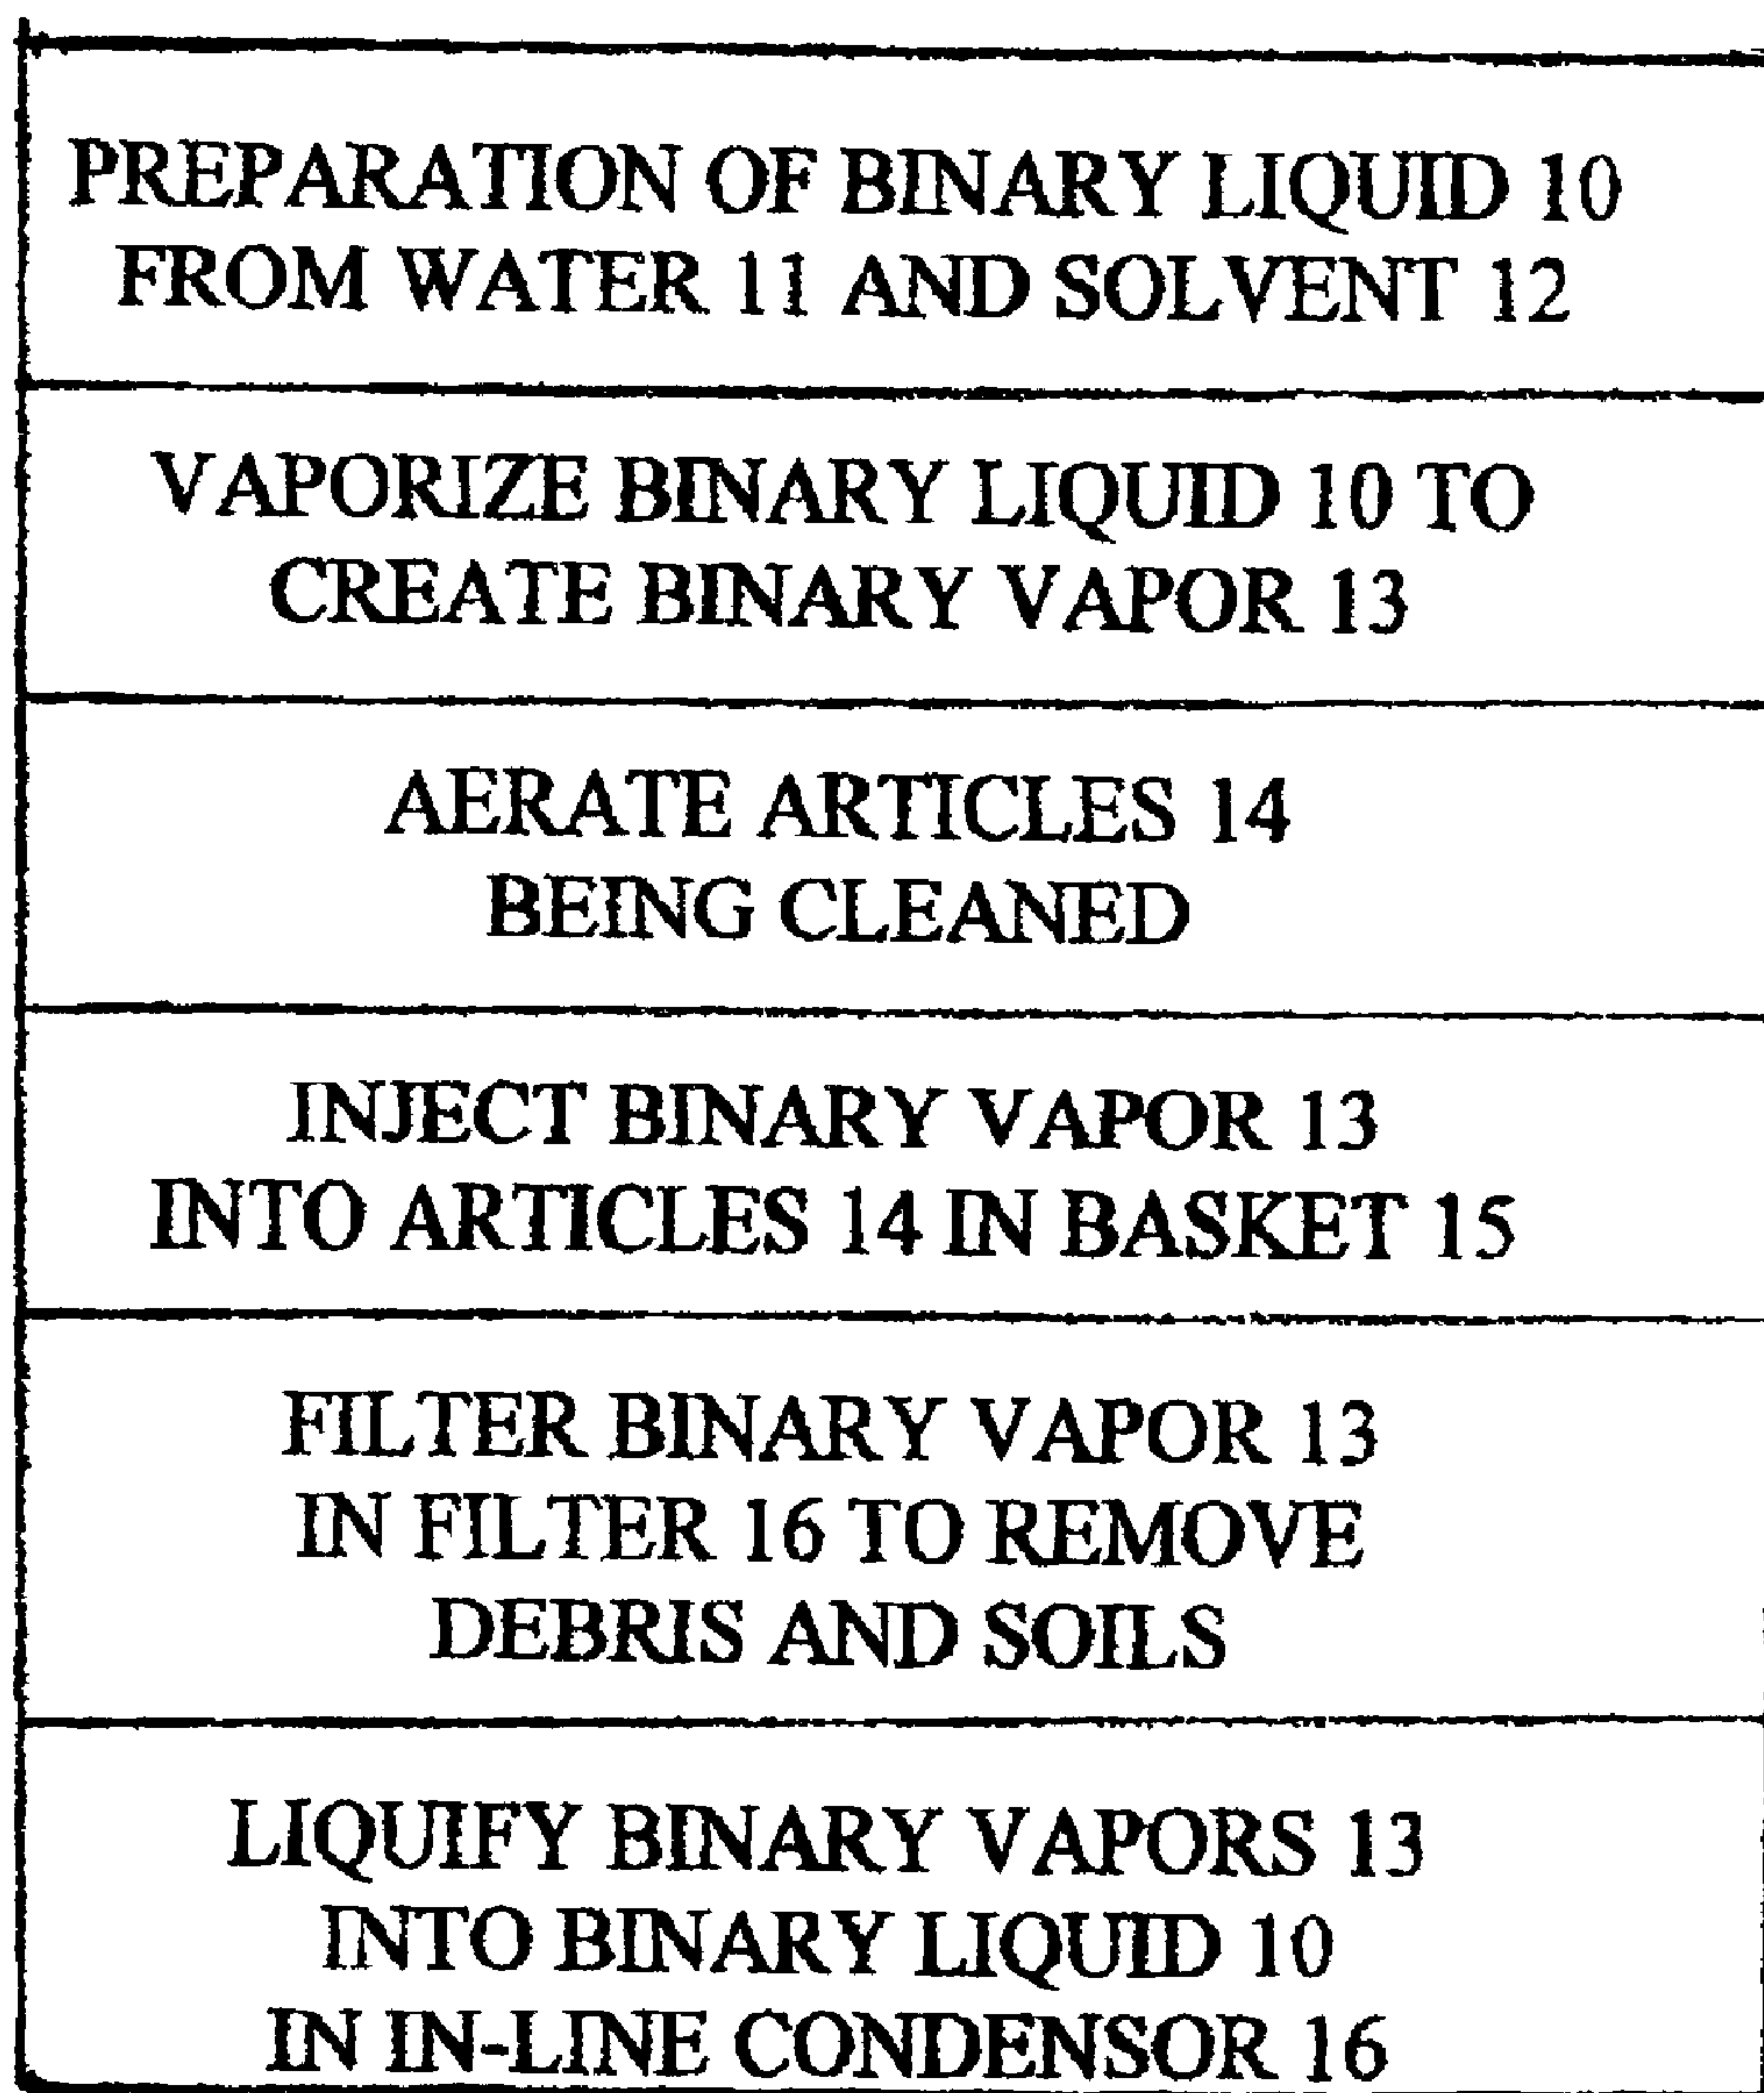 PREPARATION OF BINARY LIQUID 10
FROM WATER 11 AND SOLVENT 12
VAPORIZE BINARY LIQUID 10 TO
CREATE BINARY VAPOR 13
AERATE ARTICLES 14
BEING CLEANED
INJECT BINARY VAPOR 13
INTO ARTICLES 14 IN BASKET 15
FILTER BINARY VAPOR 13
IN FILTER 16 TO REMOVE
DEBRIS AND SOILS
LIQUIFY BINARY VAPORS 13
INTO BINARY LIQUID 10
IN IN-LINE CONDENSOR 16